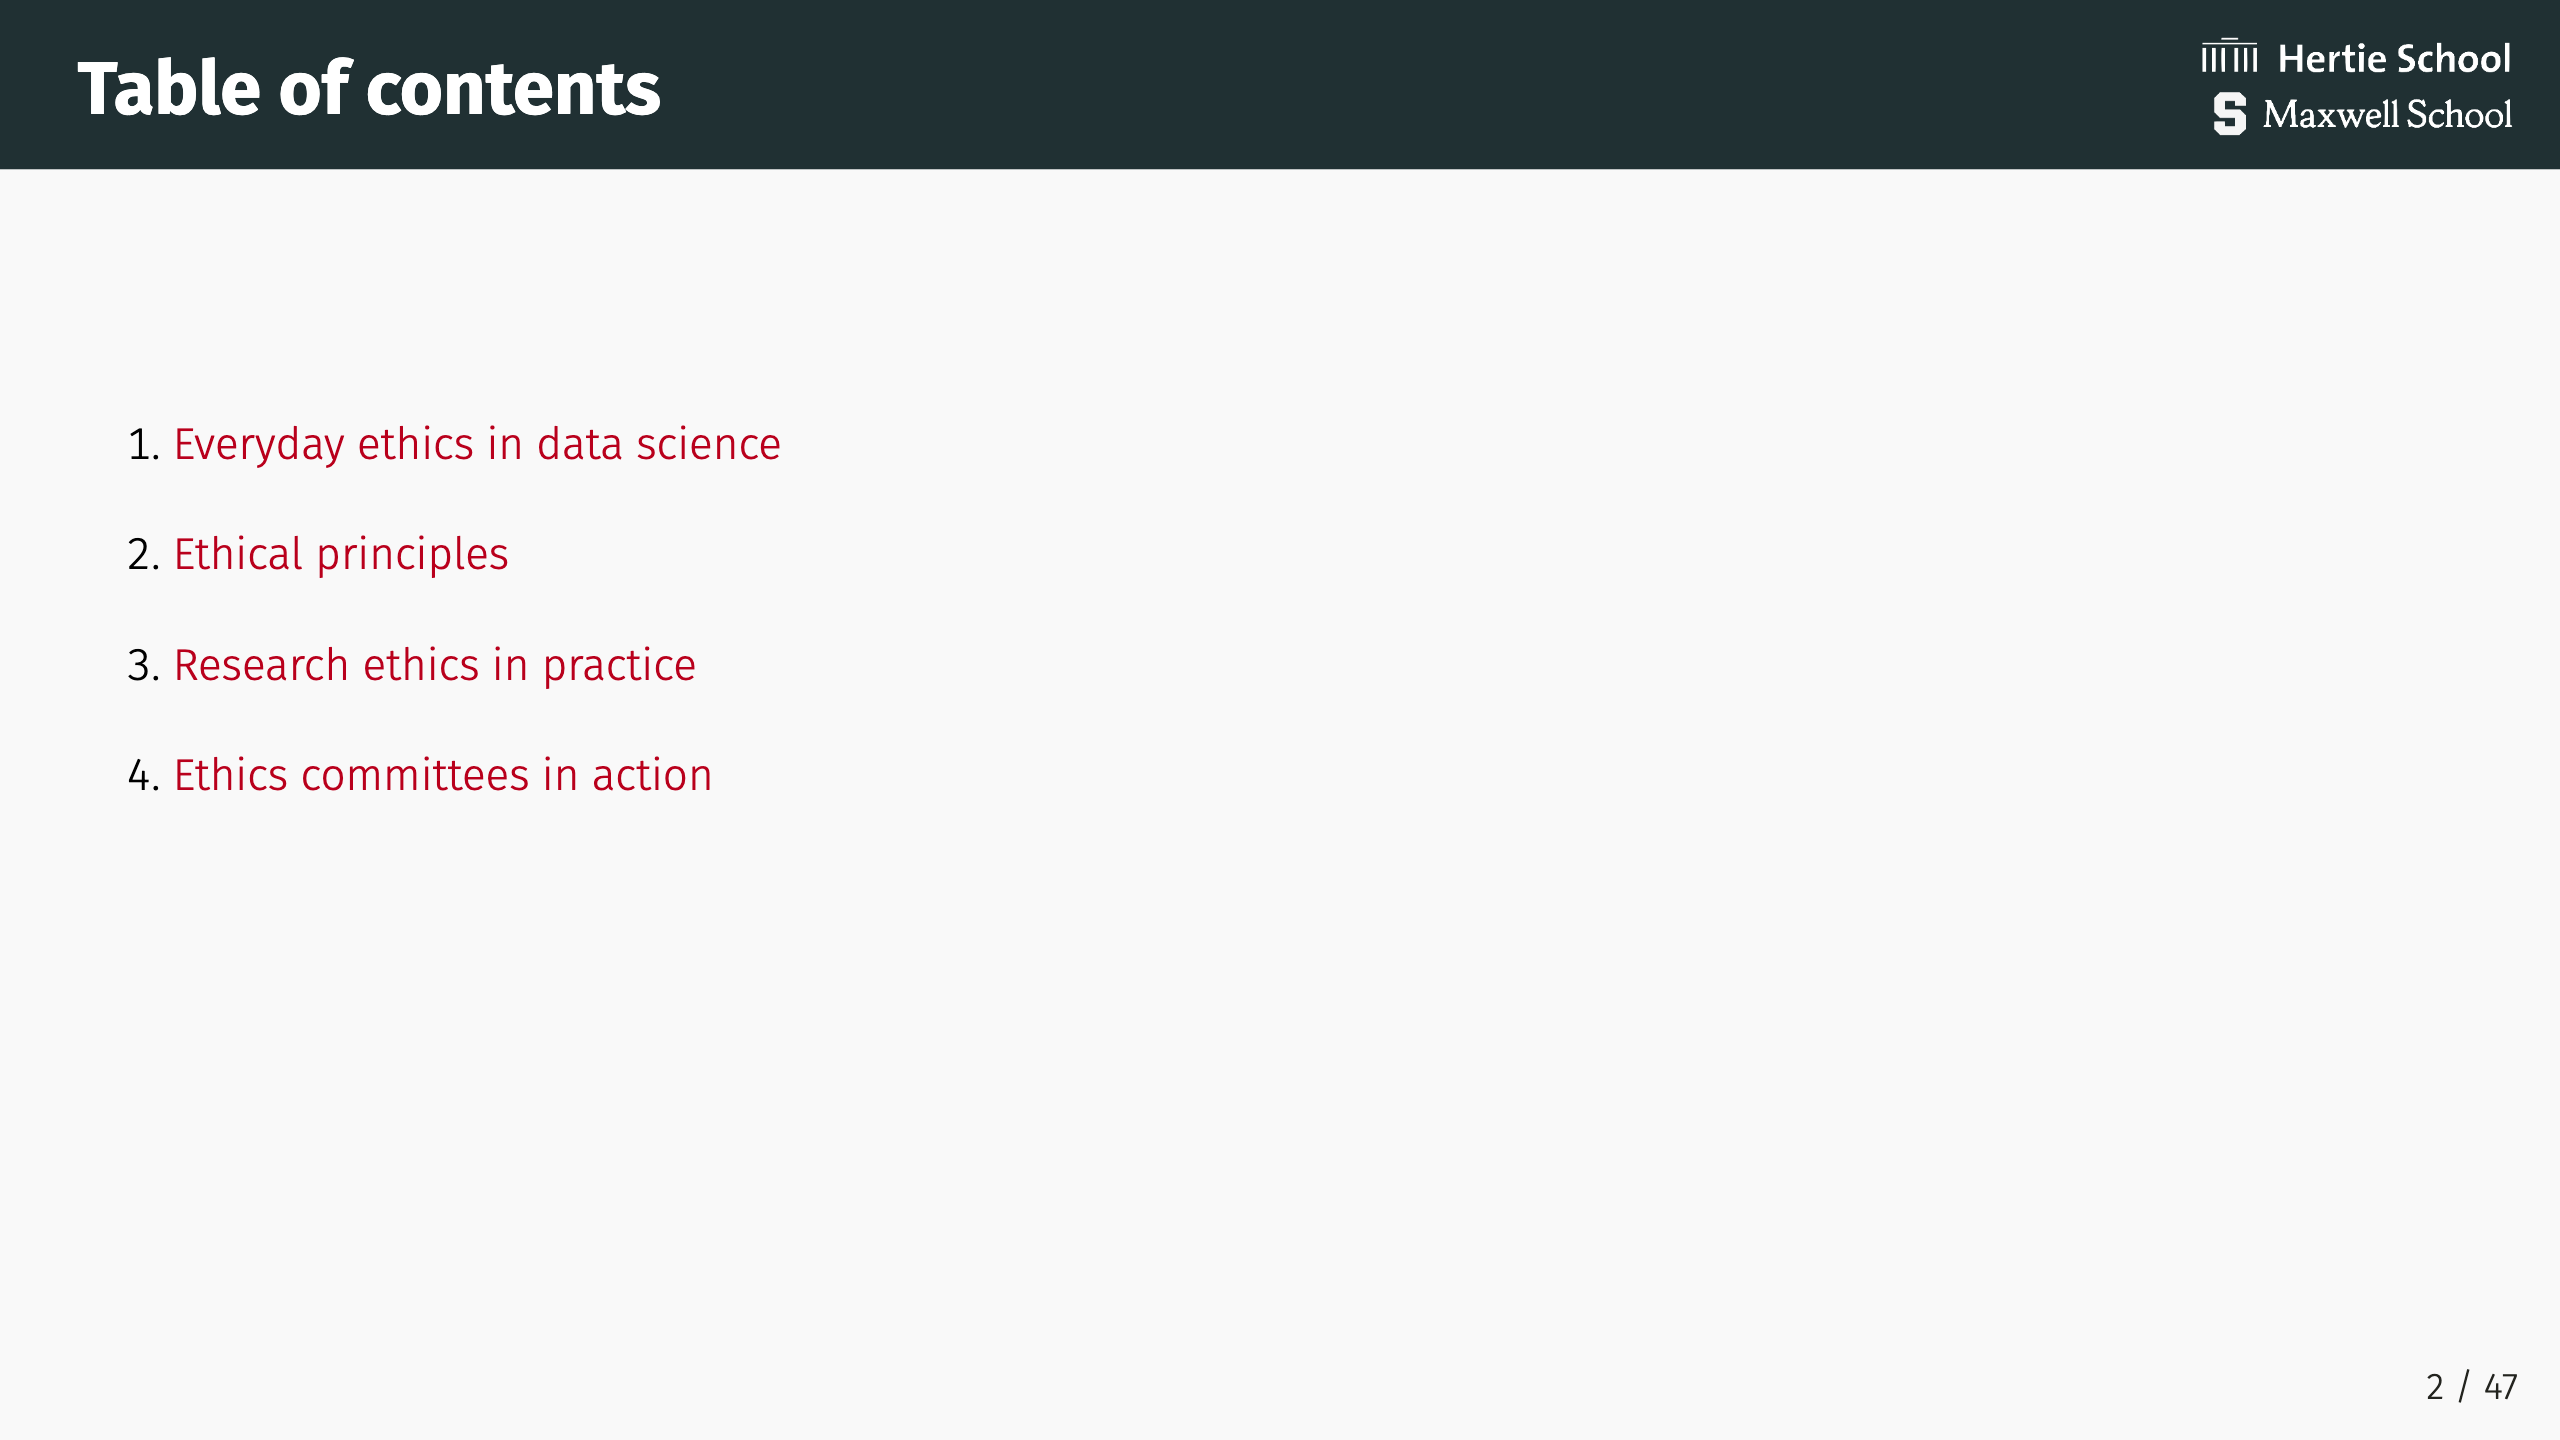 Table of contents
Hertie School
S Maxwell School
1. Everyday ethics in data science
2. Ethical principles
3. Research ethics in practice
4. Ethics committees in action
2 / 47